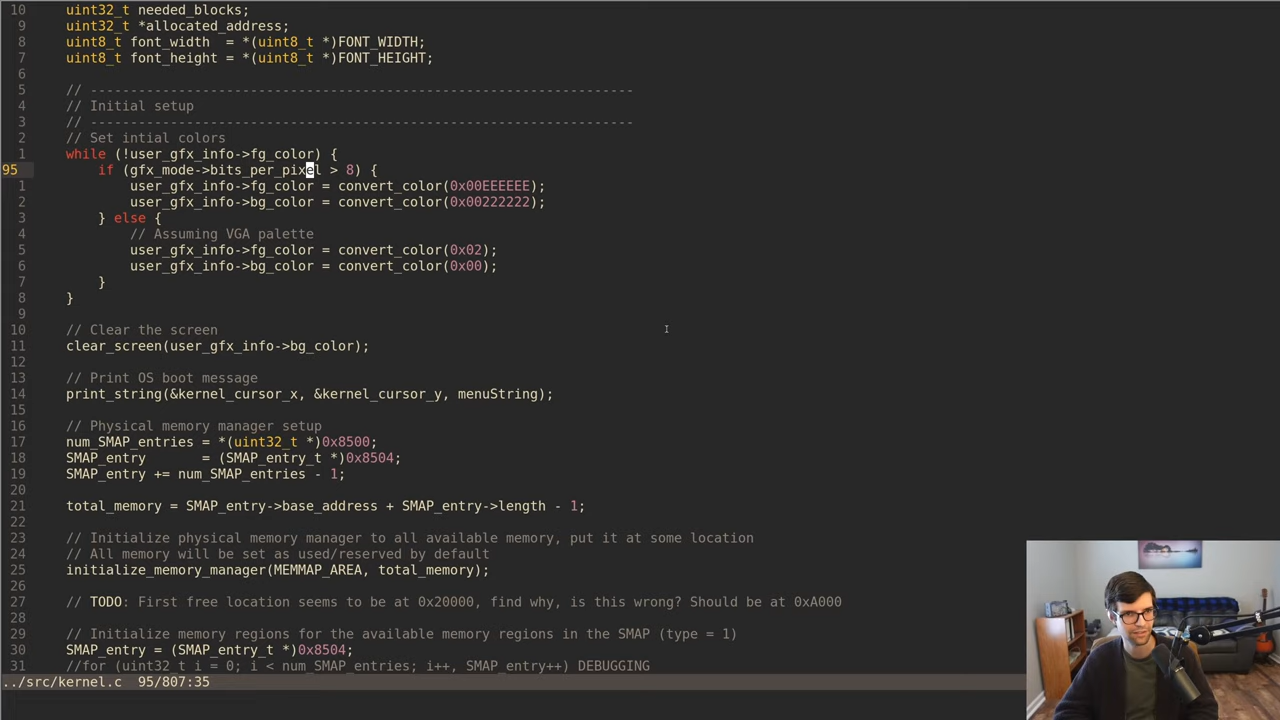 10    uint32_t needed_blocks;
9    uint32_t *allocated_address;
8    uint8_t font_width  = *(uint8_t *)FONT_WIDTH;
7    uint8_t font_height = *(uint8_t *)FONT_HEIGHT;
6
5    // --------------------------------------------------------------------
4    // Initial setup
3    // --------------------------------------------------------------------
2    // Set intial colors
1    while (!user_gfx_info->fg_color) {
95        if (gfx_mode->bits_per_pixel > 8) {
1            user_gfx_info->fg_color = convert_color(0x00EEEEEE);
2            user_gfx_info->bg_color = convert_color(0x00222222);
3        } else {
4            // Assuming VGA palette
5            user_gfx_info->fg_color = convert_color(0x02);
6            user_gfx_info->bg_color = convert_color(0x00);
7        }
8    }
9
10    // Clear the screen
11    clear_screen(user_gfx_info->bg_color);
12
13    // Print OS boot message
14    print_string(&kernel_cursor_x, &kernel_cursor_y, menuString);
15
16    // Physical memory manager setup
17    num_SMAP_entries = *(uint32_t *)0x8500;
18    SMAP_entry       = (SMAP_entry_t *)0x8504;
19    SMAP_entry += num_SMAP_entries - 1;
20
21    total_memory = SMAP_entry->base_address + SMAP_entry->length - 1;
22
23    // Initialize physical memory manager to all available memory, put it at some location
24    // All memory will be set as used/reserved by default
25    initialize_memory_manager(MEMMAP_AREA, total_memory);
26
27    // TODO: First free location seems to be at 0x20000, find why, is this wrong? Should be at 0xA000
28
29    // Initialize memory regions for the available memory regions in the SMAP (type = 1)
30    SMAP_entry = (SMAP_entry_t *)0x8504;
31    //for (uint32_t i = 0; i < num_SMAP_entries; i++, SMAP_entry++) DEBUGGING
../src/kernel.c  95/807:35